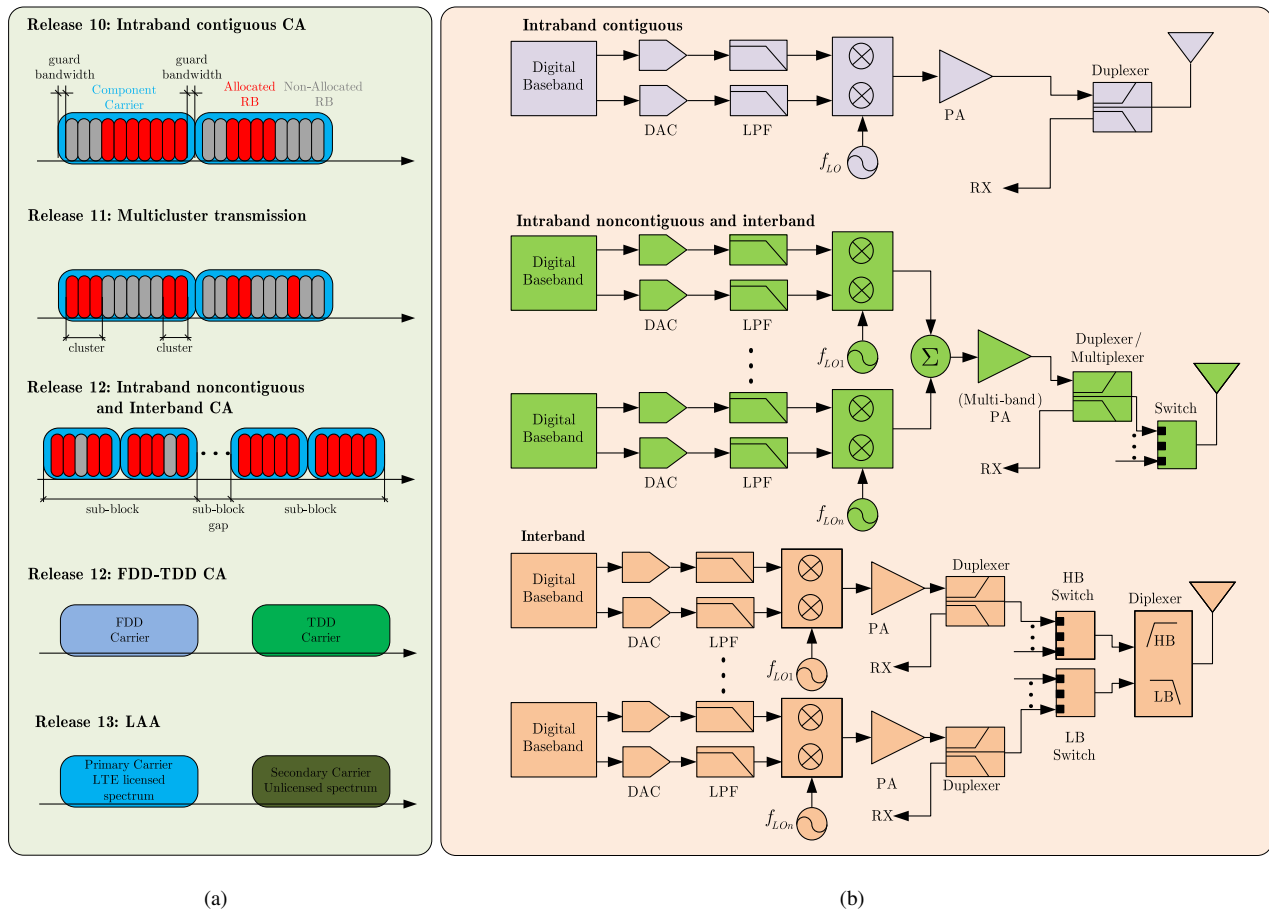 Release 10: Intraband contiguous CA
guard
bandwidth
guard
bandwidth
Component
Carrier
Allocated
RB
Non-Allocated
RB
Release 11: Multicluster transmission
cluster
cluster
Release 12: Intraband noncontiguous
and Interband CA
sub-block
sub-block
gap
sub-block
Release 12: FDD-TDD CA
FDD
Carrier
TDD
Carrier
Release 13: LAA
Primary Carrier
LTE licensed
spectrum
Secondary Carrier
Unlicensed spectrum
(a)
Intraband contiguous
Digital
Baseband
DAC
LPF
fLO
PA
Duplexer
RX
Intraband noncontiguous and interband
Digital
Baseband
DAC
LPF
fLO1
Σ
(Multi-band)
PA
Duplexer/
Multiplexer
Switch
RX
Digital
Baseband
DAC
LPF
fLOn
Interband
Digital
Baseband
DAC
LPF
fLO1
PA
Duplexer
RX
HB
Switch
Diplexer
HB
LB
Digital
Baseband
DAC
LPF
fLOn
PA
Duplexer
RX
LB
Switch
(b)